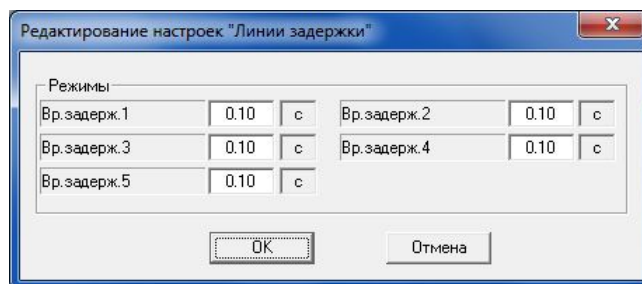 Редактирование настроек "Линии задержки"
Режимы
Вр.задерж.1 0.10 с Вр.задерж.2 0.10 с
Вр.задерж.3 0.10 с Вр.задерж.4 0.10 с
Вр.задерж.5 0.10 с
OK Отмена